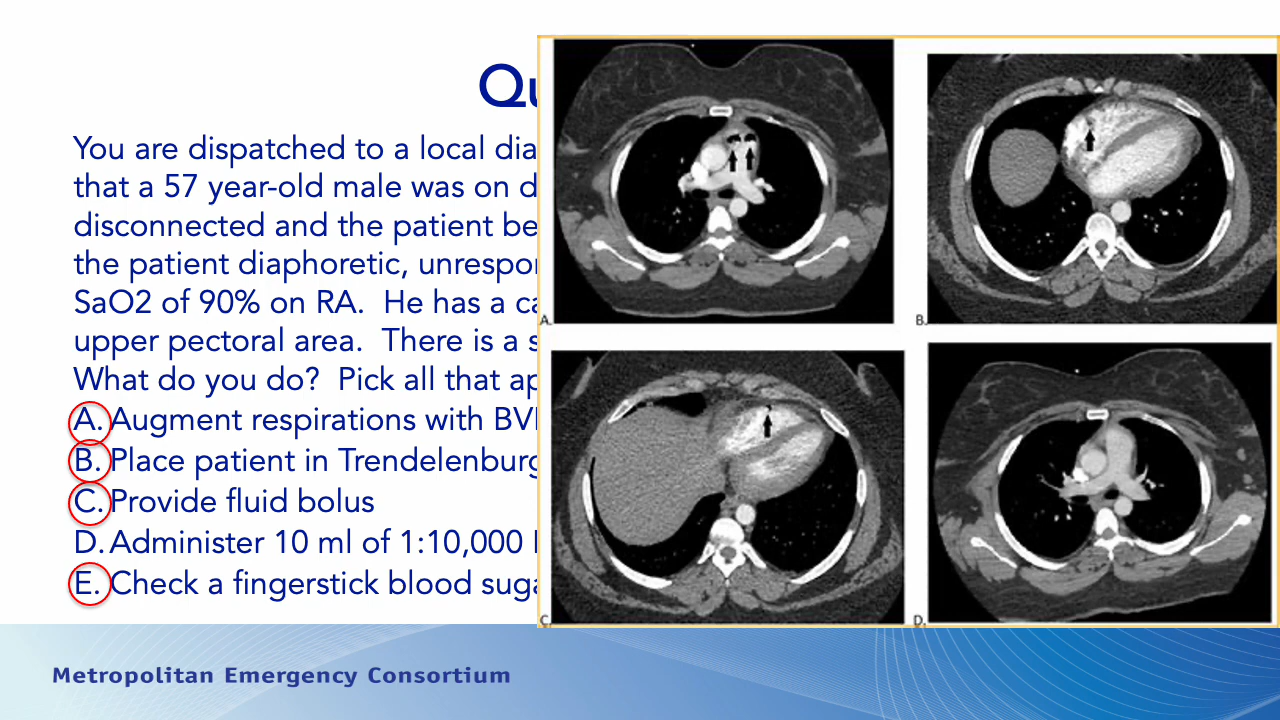 Qu
You are dispatched to a local dia
that a 57 year-old male was on d
disconnected and the patient be
the patient diaphoretic, unrespon
SaO2 of 90% on RA. He has a ca
upper pectoral area. There is a s
What do you do? Pick all that ap
A. Augment respirations with BV
B. Place patient in Trendelenburg
C. Provide fluid bolus
D. Administer 10 ml of 1:10,000
E. Check a fingerstick blood suga
A.
B.
C.
D.
Metropolitan Emergency Consortium